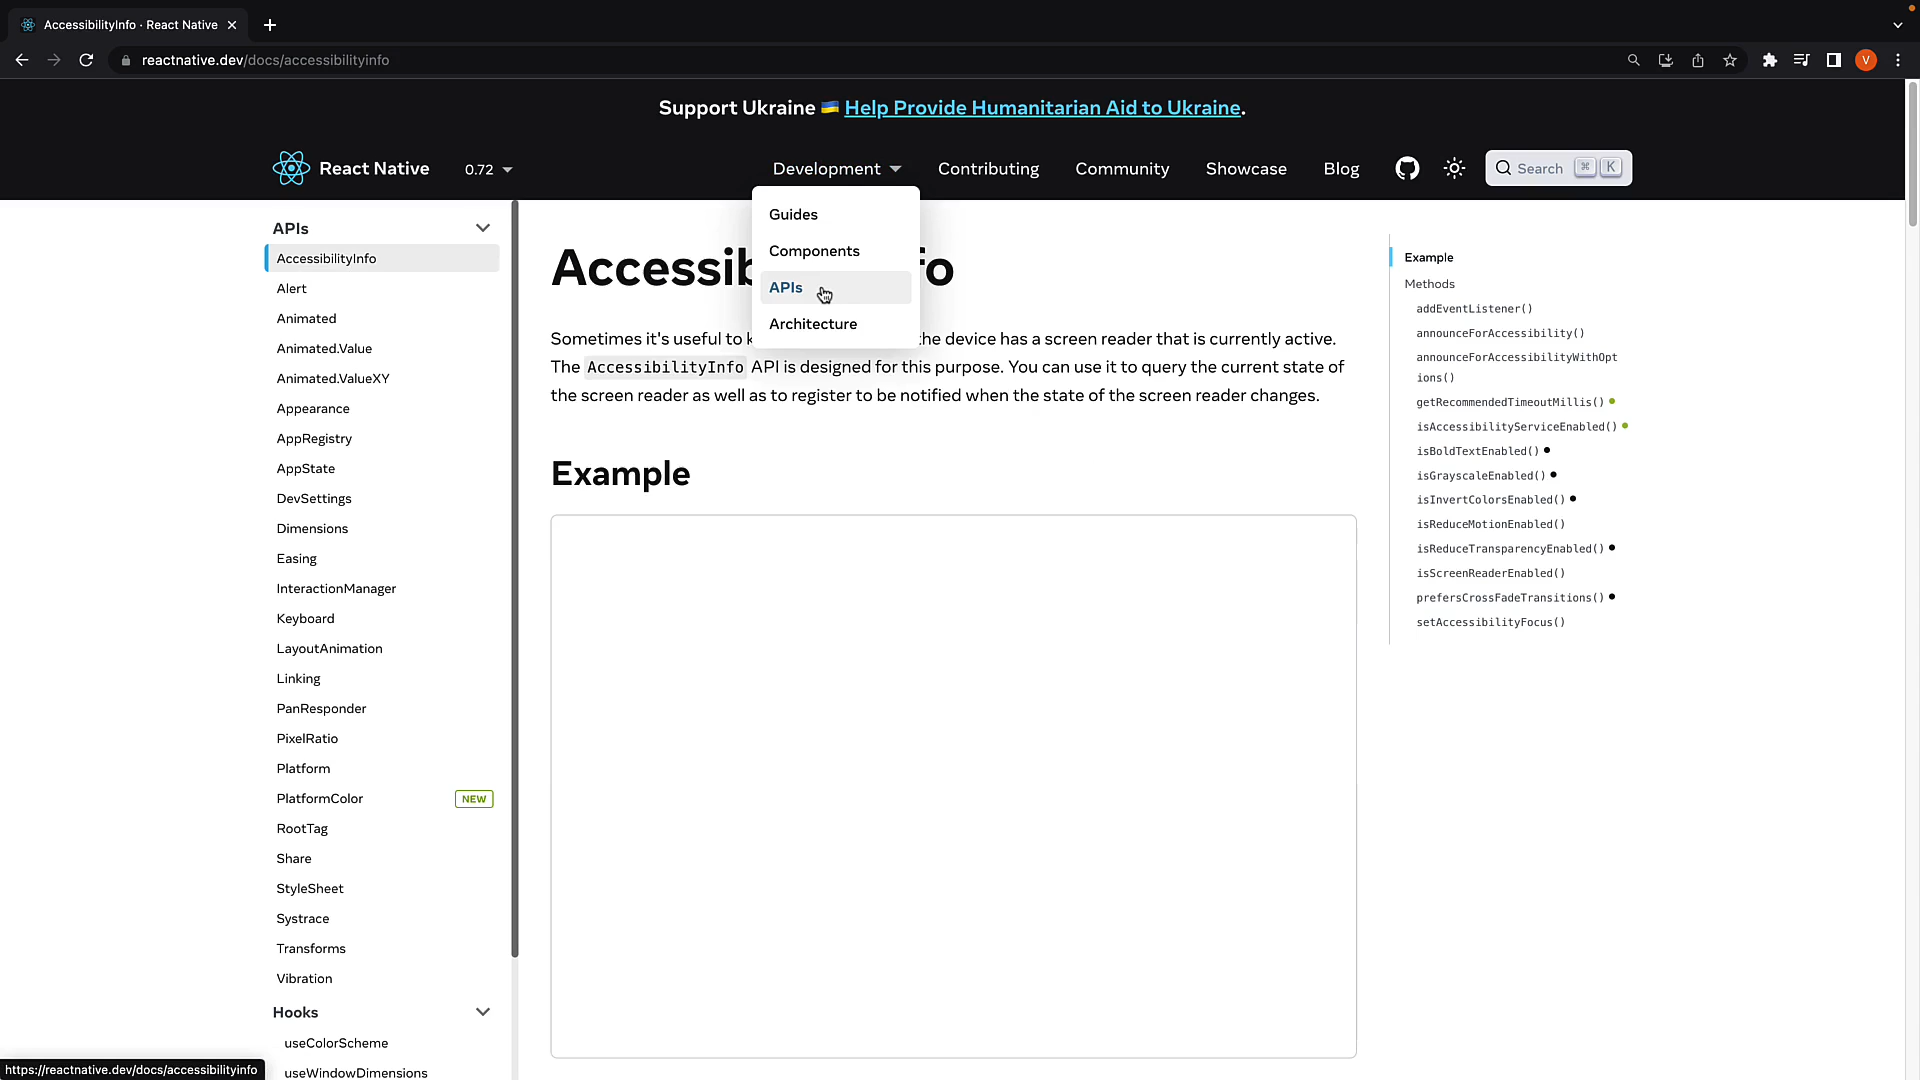 AccessibilityInfo · React Native
reactnative.dev/docs/accessibilityinfo
V
Support Ukraine 🇺🇦 Help Provide Humanitarian Aid to Ukraine.
React Native
0.72
Development
Contributing
Community
Showcase
Blog
Search ⌘ K
Guides
Components
APIs
Architecture
APIs
AccessibilityInfo
Alert
Animated
Animated.Value
Animated.ValueXY
Appearance
AppRegistry
AppState
DevSettings
Dimensions
Easing
InteractionManager
Keyboard
LayoutAnimation
Linking
PanResponder
PixelRatio
Platform
PlatformColor NEW
RootTag
Share
StyleSheet
Systrace
Transforms
Vibration
Hooks
useColorScheme
useWindowDimensions
Accessib fo
Sometimes it's useful to k he device has a screen reader that is currently active.
The AccessibilityInfo API is designed for this purpose. You can use it to query the current state of
the screen reader as well as to register to be notified when the state of the screen reader changes.
Example
Example
Methods
addEventListener()
announceForAccessibility()
announceForAccessibilityWithOpt
ions()
getRecommendedTimeoutMillis()
isAccessibilityServiceEnabled()
isBoldTextEnabled()
isGrayscaleEnabled()
isInvertColorsEnabled()
isReduceMotionEnabled()
isReduceTransparencyEnabled()
isScreenReaderEnabled()
prefersCrossFadeTransitions()
setAccessibilityFocus()
https://reactnative.dev/docs/accessibilityinfo